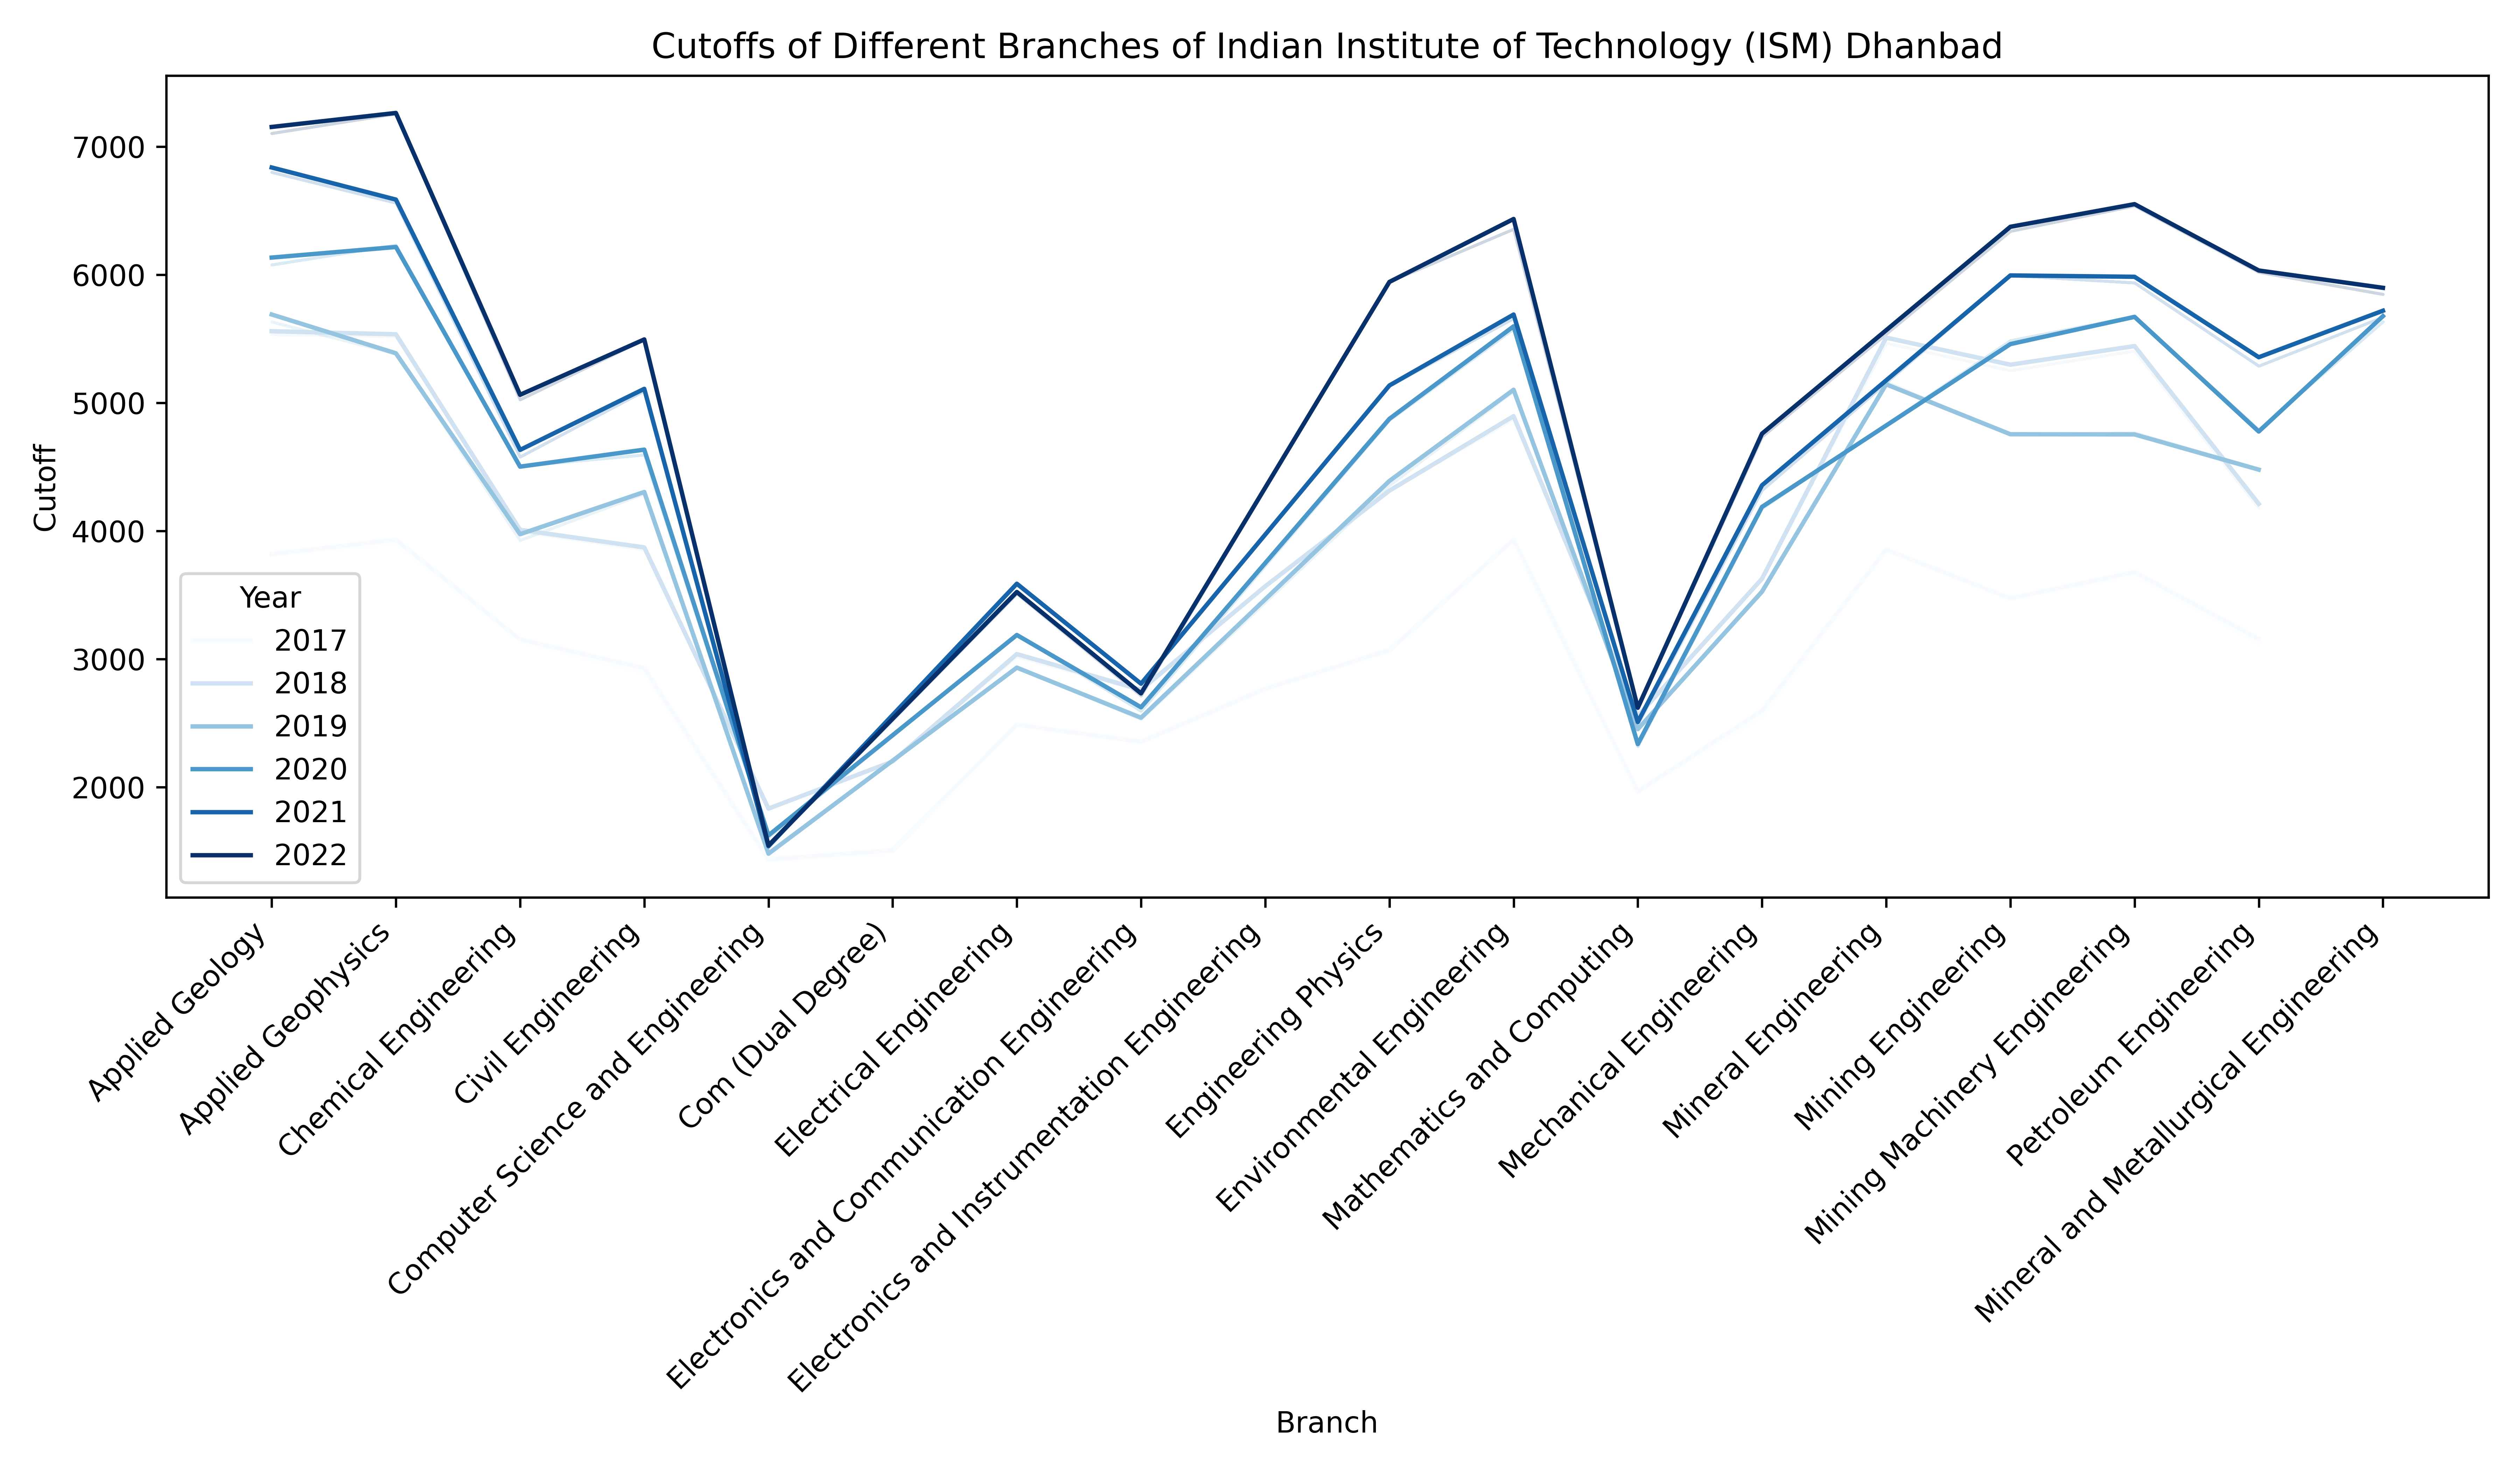 Cutoffs of Different Branches of Indian Institute of Technology (ISM) Dhanbad
Cutoff
7000
6000
5000
4000
3000
2000
Year
2017
2018
2019
2020
2021
2022
Applied Geology
Applied Geophysics
Chemical Engineering
Civil Engineering
Computer Science and Engineering
Com (Dual Degree)
Electrical Engineering
Electronics and Communication Engineering
Electronics and Instrumentation Engineering
Engineering Physics
Environmental Engineering
Mathematics and Computing
Mechanical Engineering
Mineral Engineering
Mining Engineering
Mining Machinery Engineering
Petroleum Engineering
Mineral and Metallurgical Engineering
Branch